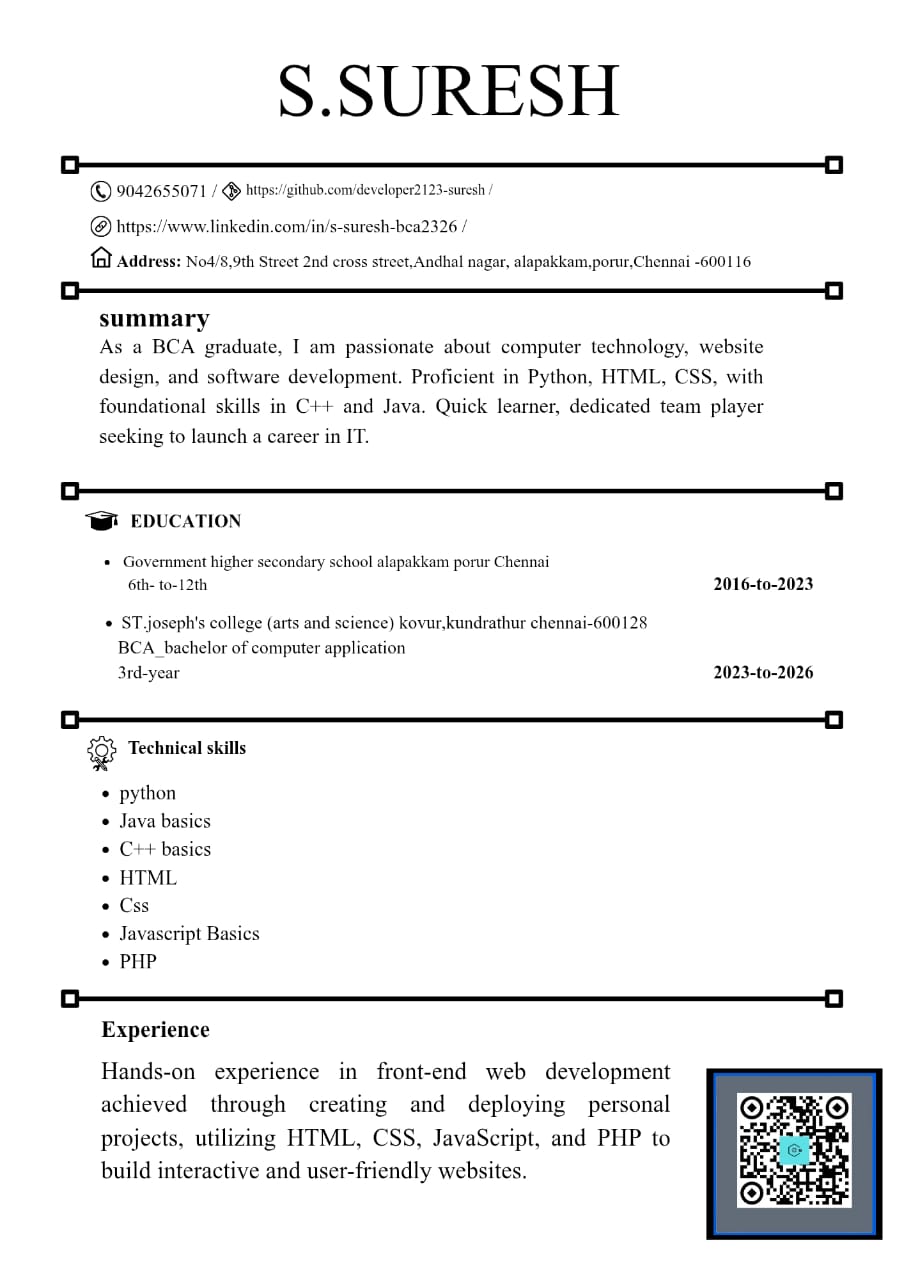 S.SURESH
9042655071 / https://github.com/developer2123-suresh /
https://www.linkedin.com/in/s-suresh-bca2326 /
Address: No4/8,9th Street 2nd cross street,Andhal nagar, alapakkam,porur,Chennai -600116
summary
As a BCA graduate, I am passionate about computer technology, website
design, and software development. Proficient in Python, HTML, CSS, with
foundational skills in C++ and Java. Quick learner, dedicated team player
seeking to launch a career in IT.
EDUCATION
• Government higher secondary school alapakkam porur Chennai
6th- to-12th 2016-to-2023
• ST.joseph's college (arts and science) kovur,kundrathur chennai-600128
BCA_bachelor of computer application
3rd-year 2023-to-2026
Technical skills
• python
• Java basics
• C++ basics
• HTML
• Css
• Javascript Basics
• PHP
Experience
Hands-on experience in front-end web development
achieved through creating and deploying personal
projects, utilizing HTML, CSS, JavaScript, and PHP to
build interactive and user-friendly websites.